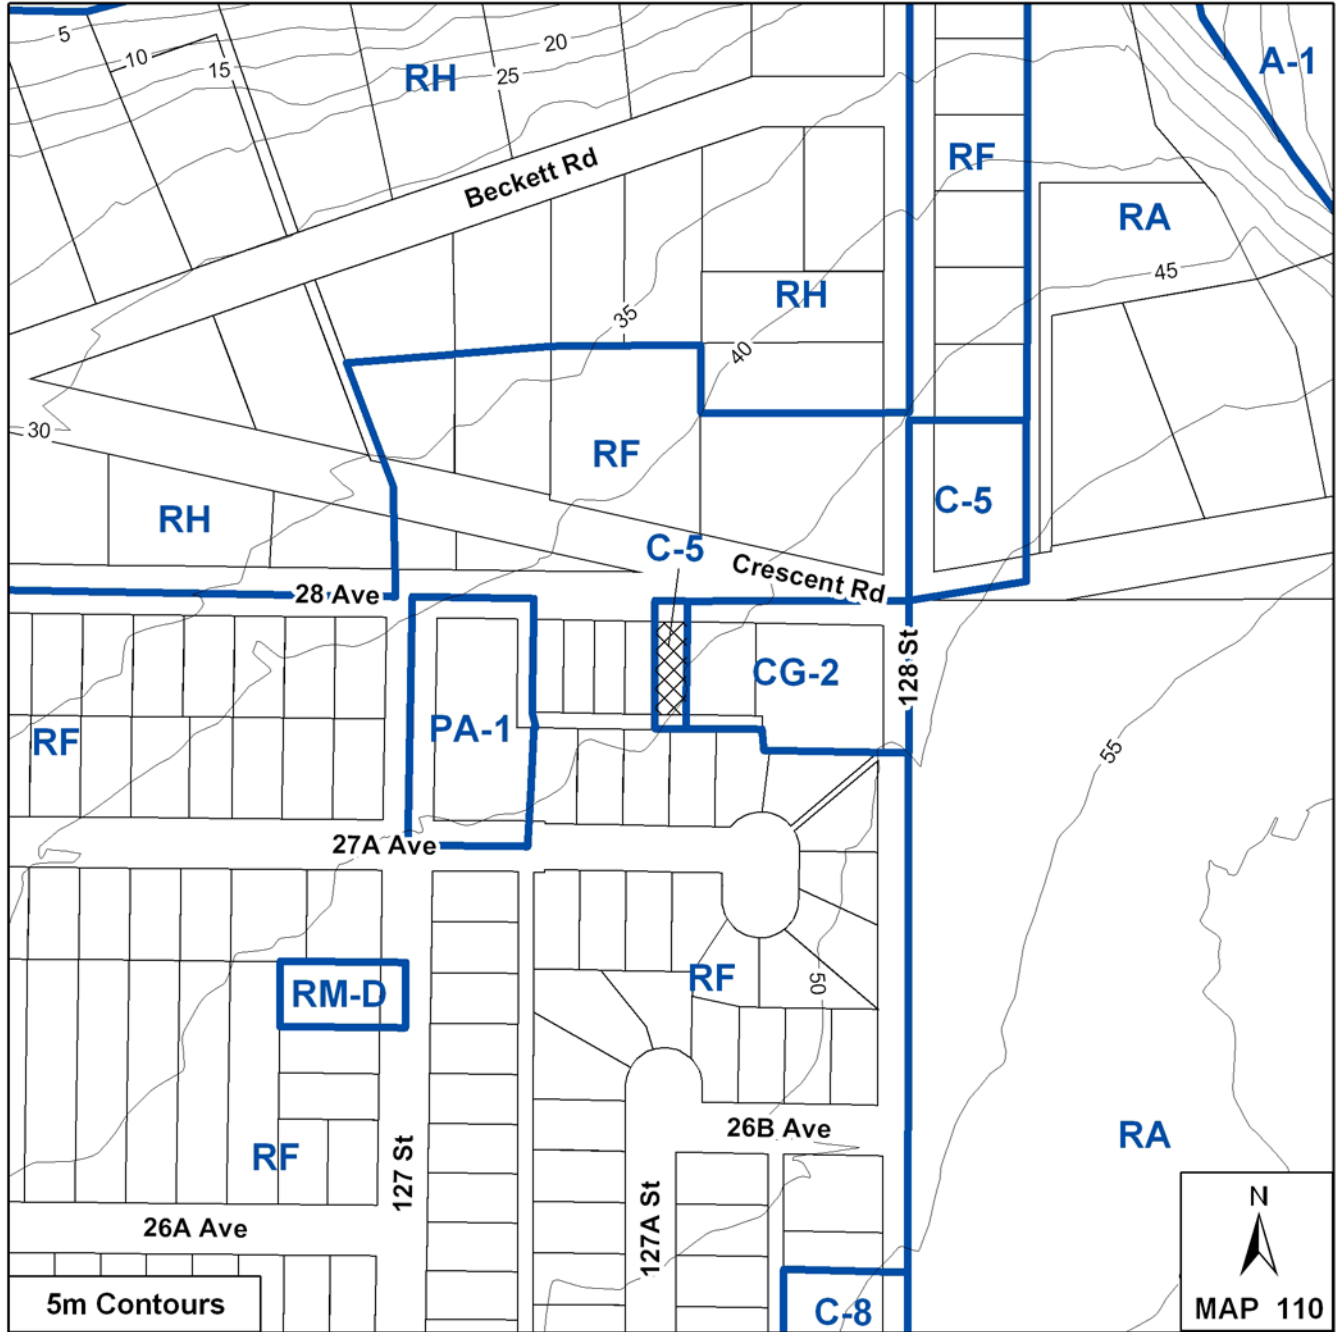 5
10
15
20
RH
25
A-1
Beckett Rd
RF
RA
45
RH
35
40
30
RF
RH
C-5
C-5
Crescent Rd
28 Ave
128 St
CG-2
PA-1
RF
55
27A Ave
RF
50
RM-D
26B Ave
RA
RF
127 St
127A St
26A Ave
N
5m Contours
C-8
MAP 110